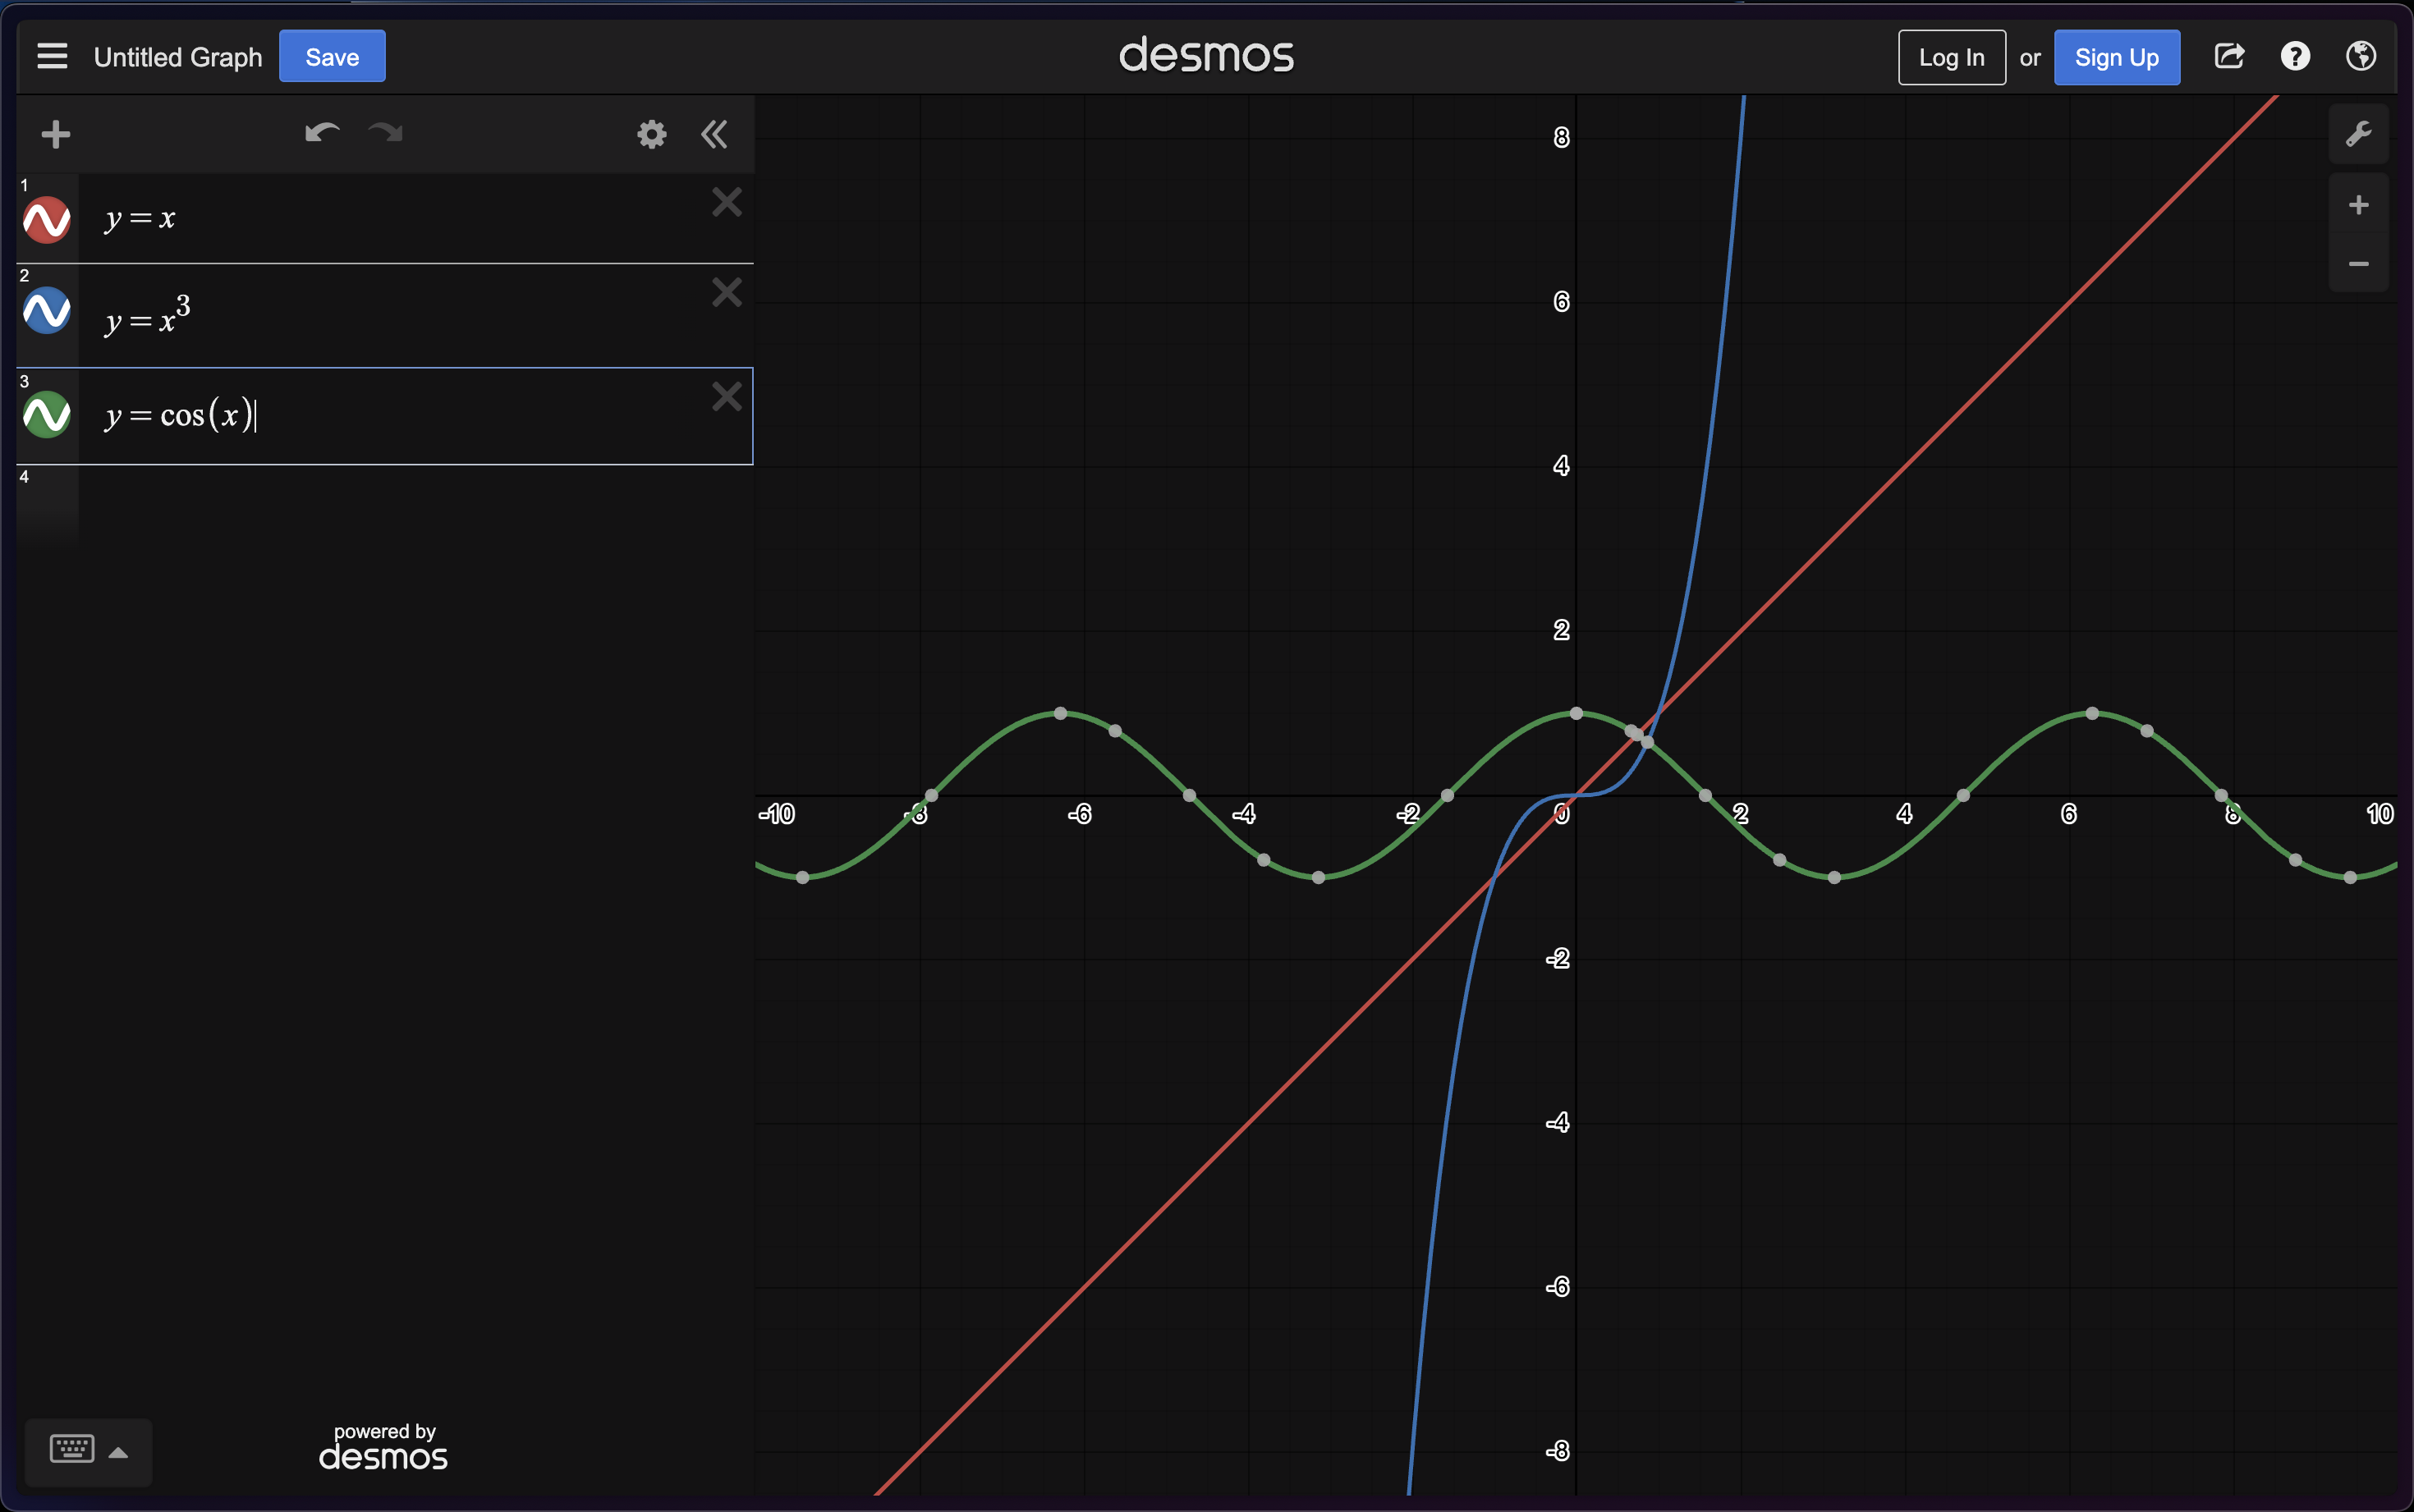 Untitled Graph Save desmos Log In or Sign Up
1
y = x
2
y = x³
3
y = cos(x)
4
8
6
4
2
-10 -8 -6 -4 -2 0 2 4 6 8 10
-2
-4
-6
-8
powered by
desmos